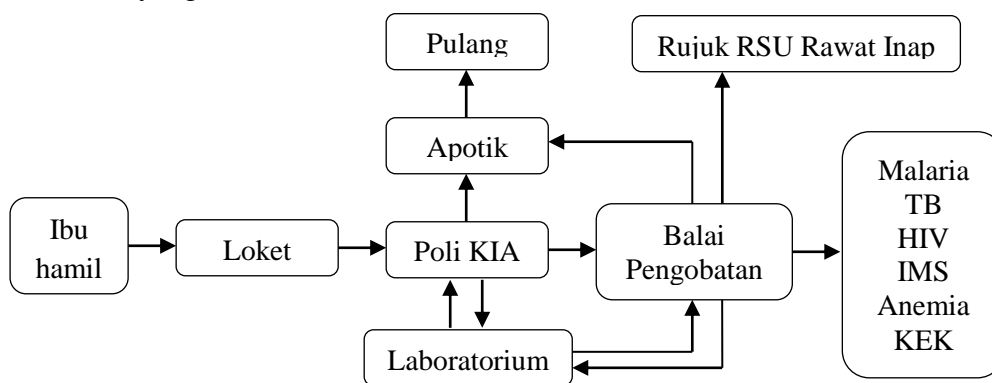 Pulang
Rujuk RSU Rawat Inap
Apotik
Ibu
hamil
Loket
Poli KIA
Balai
Pengobatan
Malaria
TB
HIV
IMS
Anemia
KEK
Laboratorium